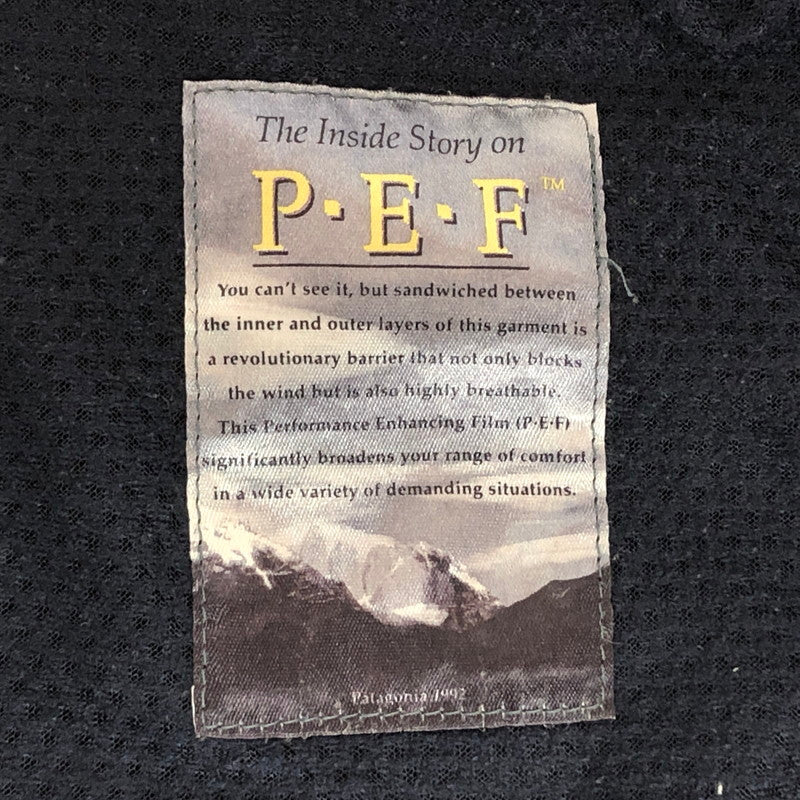 The Inside Story on
P·E·F™
You can't see it, but sandwiched between
the inner and outer layers of this garment is
a revolutionary barrier that not only blocks
the wind but is also highly breathable.
This Performance Enhancing Film (P·E·F)
significantly broadens your range of comfort
in a wide variety of demanding situations.
Patagonia 1992